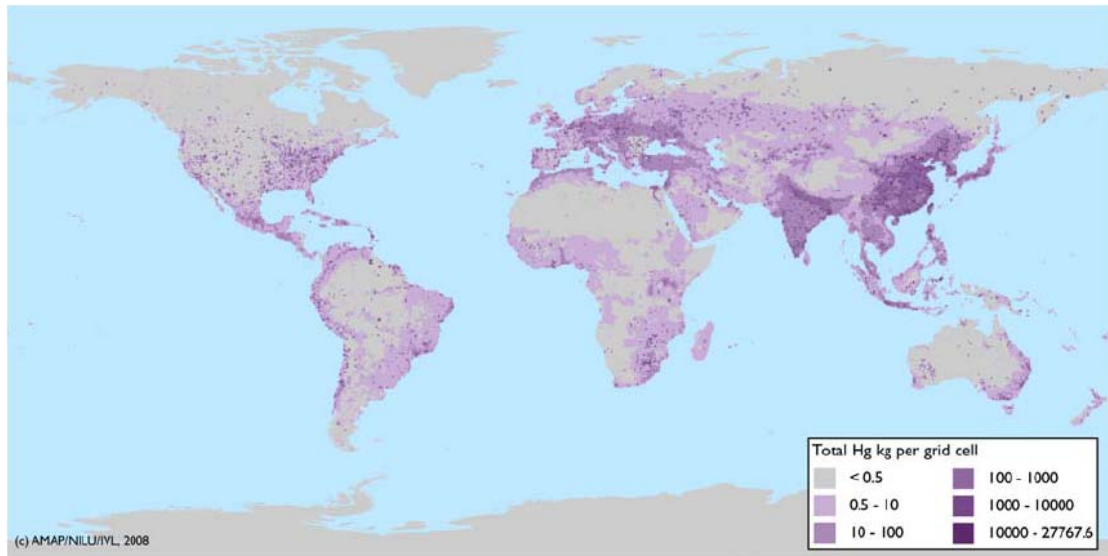 Total Hg kg per grid cell
< 0.5
0.5 - 10
10 - 100
100 - 1000
1000 - 10000
10000 - 27767.6
(c) AMAP/NILU/IVL, 2008